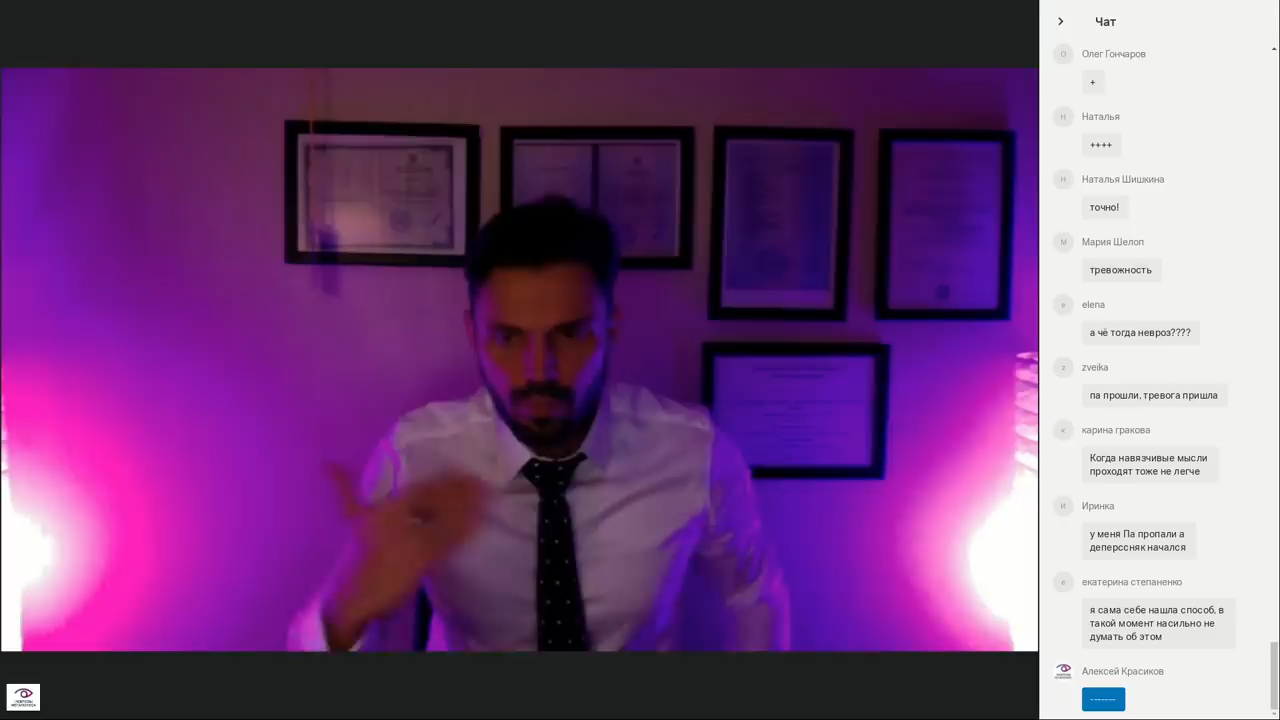 Чат
О
Олег Гончаров
+
Н
Наталья
++++
Н
Наталья Шишкина
точно!
М
Мария Шелоп
тревожность
e
elena
а чё тогда невроз????
z
zveika
па прошли, тревога пришла
к
карина гракова
Когда навязчивые мысли
проходят тоже не легче
И
Иринка
у меня Па пропали а
деперссняк начался
е
екатерина степаненко
я сама себе нашла способ, в
такой момент насильно не
думать об этом
Алексей Красиков